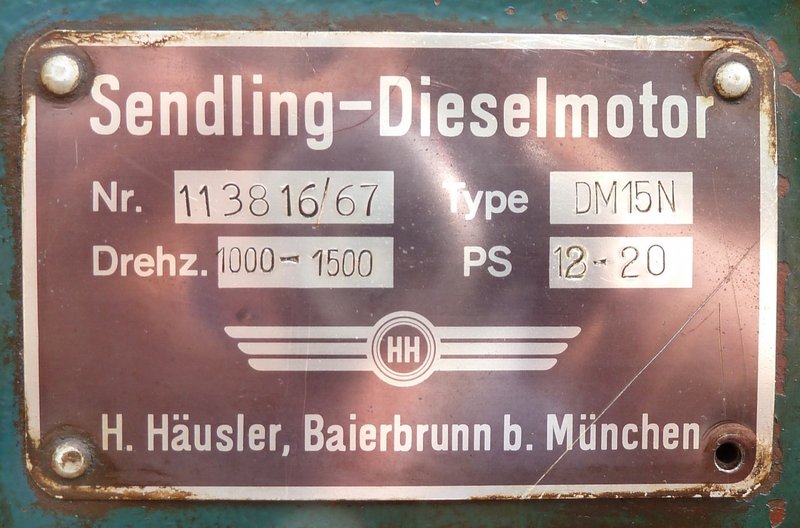 Sendling-Dieselmotor
Nr. 113816/67 Type DM15N
Drehz. 1000-1500 PS 12-20
HH
H. Häusler, Baierbrunn b. München